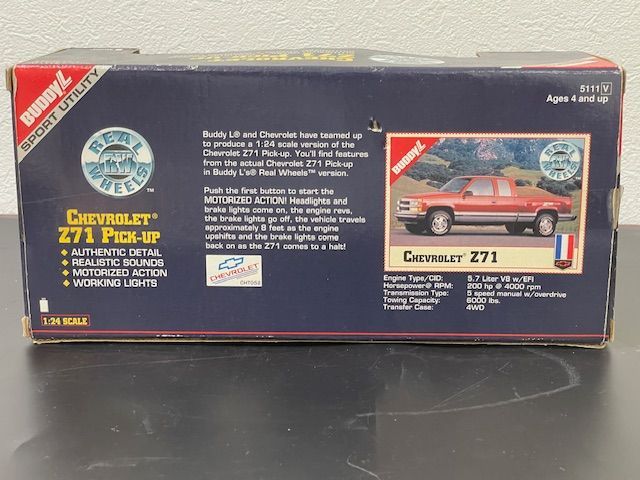 CHEVROLET
Z71 PICK-UP
BUDDY L
SPORT UTILITY
REAL
WHEELS™
CHEVROLET®
Z71 PICK-UP
AUTHENTIC DETAIL
REALISTIC SOUNDS
MOTORIZED ACTION
WORKING LIGHTS
1:24 SCALE
Buddy L® and Chevrolet have teamed up
to produce a 1:24 scale version of the
Chevrolet Z71 Pick-up. You'll find features
from the actual Chevrolet Z71 Pick-up
in Buddy L's® Real Wheels™ version.
Push the first button to start the
MOTORIZED ACTION! Headlights and
brake lights come on, the engine revs,
the brake lights go off, the vehicle travels
approximately 8 feet as the engine
upshifts and the brake lights come
back on as the Z71 comes to a halt!
CHEVROLET
CHT052
5111 V
Ages 4 and up
BUDDY L
REAL
WHEELS
CHEVROLET® Z71
Engine Type/CID: 5.7 Liter V8 w/EFI
Horsepower@ RPM: 200 hp @ 4000 rpm
Transmission Type: 5 speed manual w/overdrive
Towing Capacity: 6000 lbs.
Transfer Case: 4WD